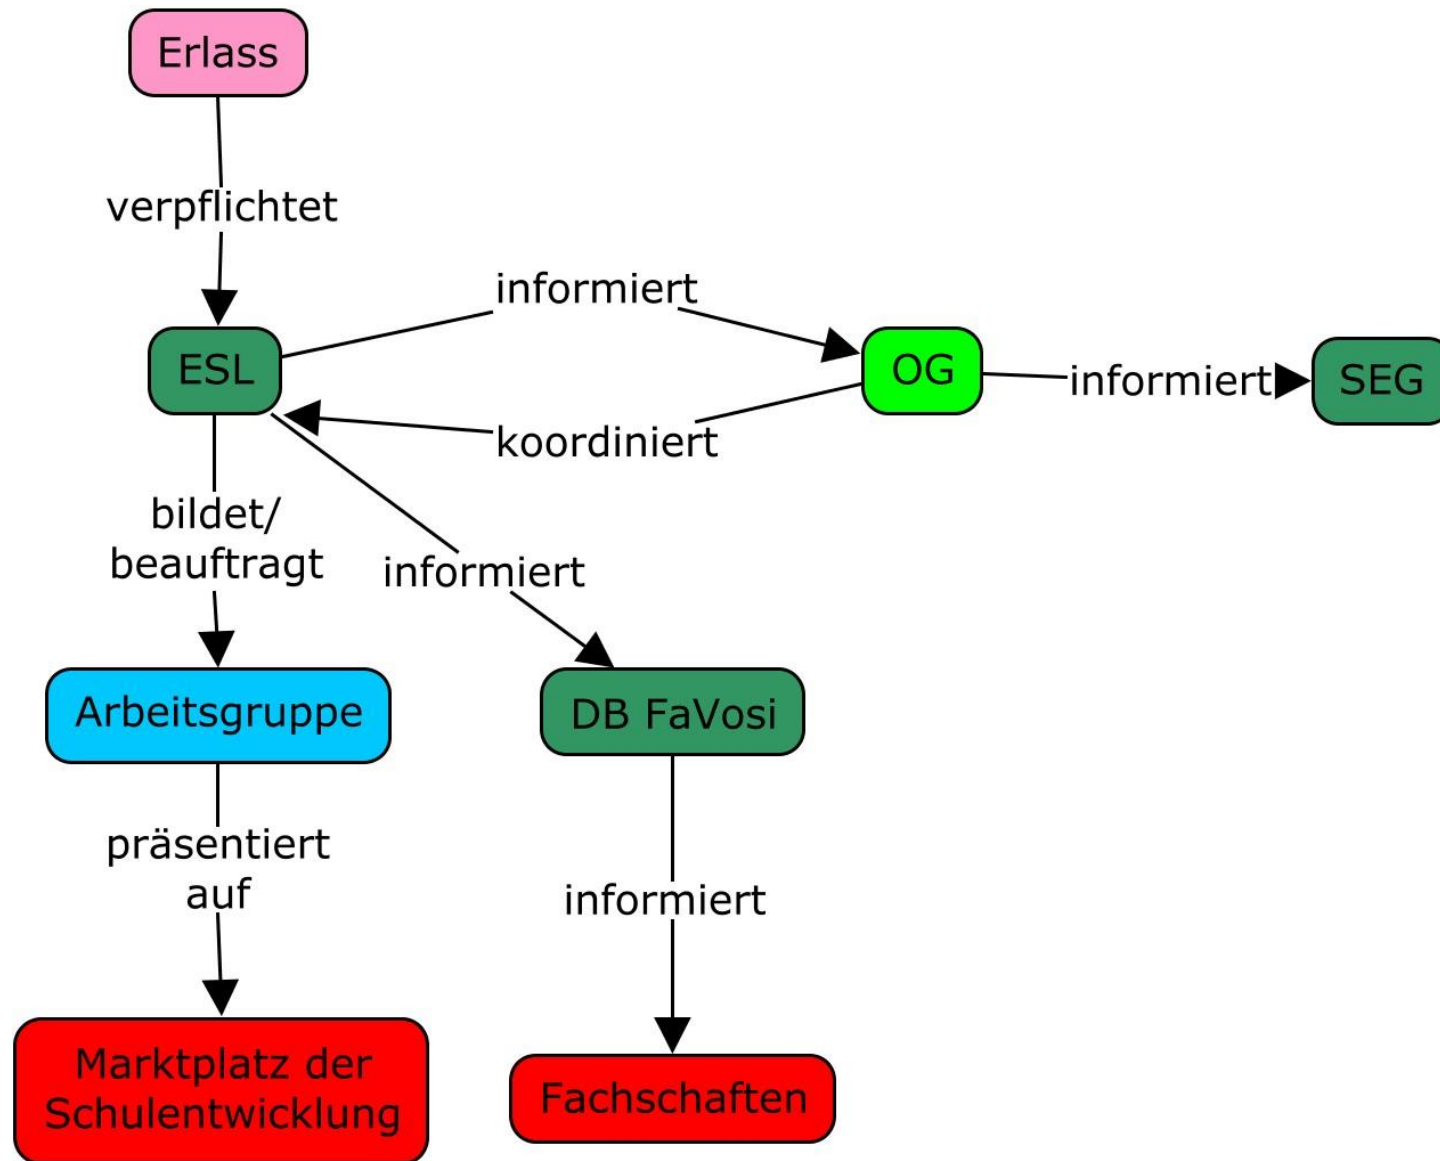 Erlass
verpflichtet
informiert
ESL
OG
informiert
SEG
koordiniert
bildet/
beauftragt
informiert
Arbeitsgruppe
DB FaVosi
präsentiert
auf
informiert
Marktplatz der
Schulentwicklung
Fachschaften